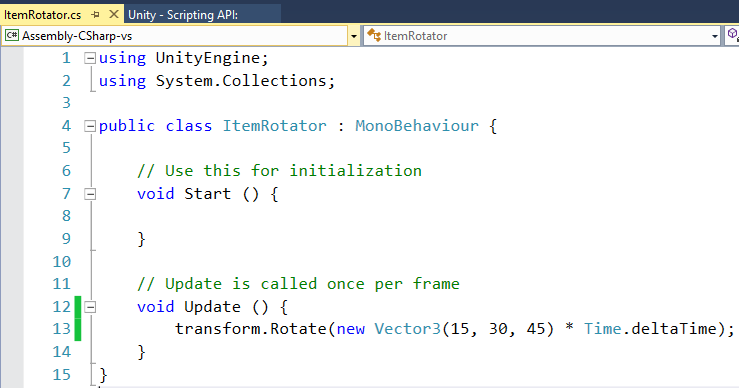 ItemRotator.cs Unity - Scripting API:
C# Assembly-CSharp-vs ItemRotator
1 using UnityEngine;
2 using System.Collections;
3
4 public class ItemRotator : MonoBehaviour {
5
6 // Use this for initialization
7 void Start () {
8
9 }
10
11 // Update is called once per frame
12 void Update () {
13 transform.Rotate(new Vector3(15, 30, 45) * Time.deltaTime);
14 }
15 }